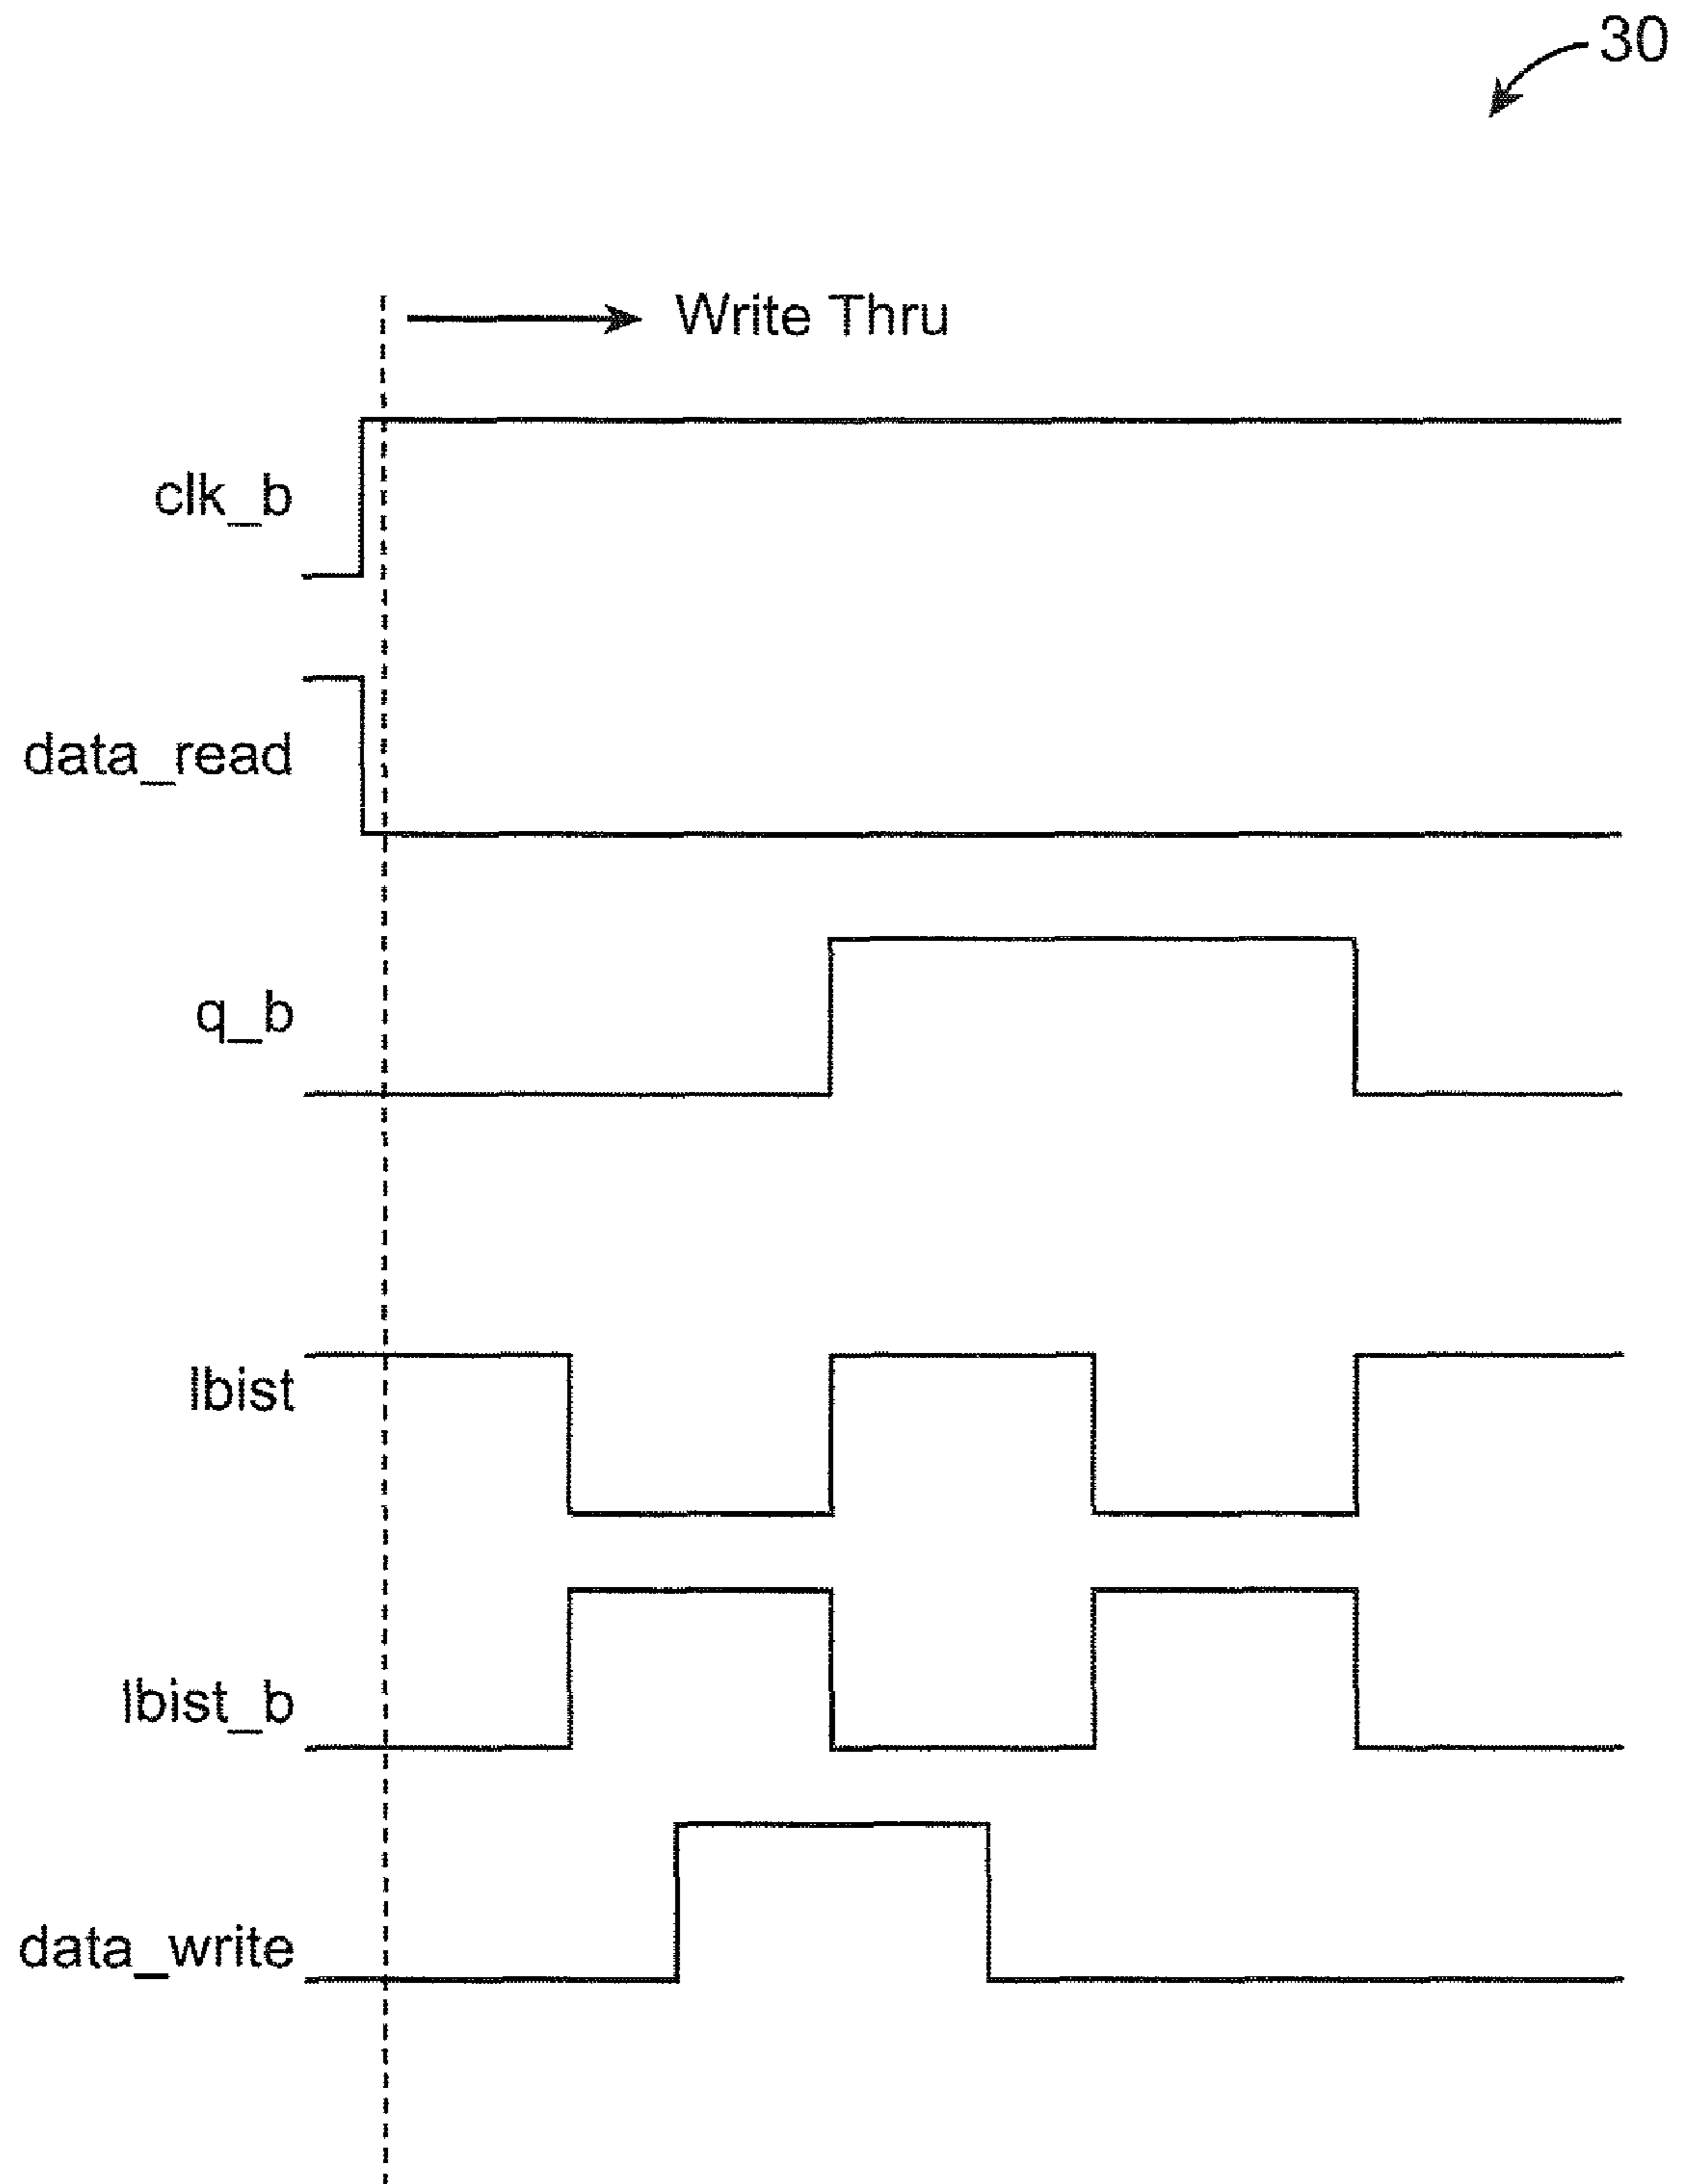 30
Write Thru
clk_b
data_read
q_b
lbist
lbist_b
data_write